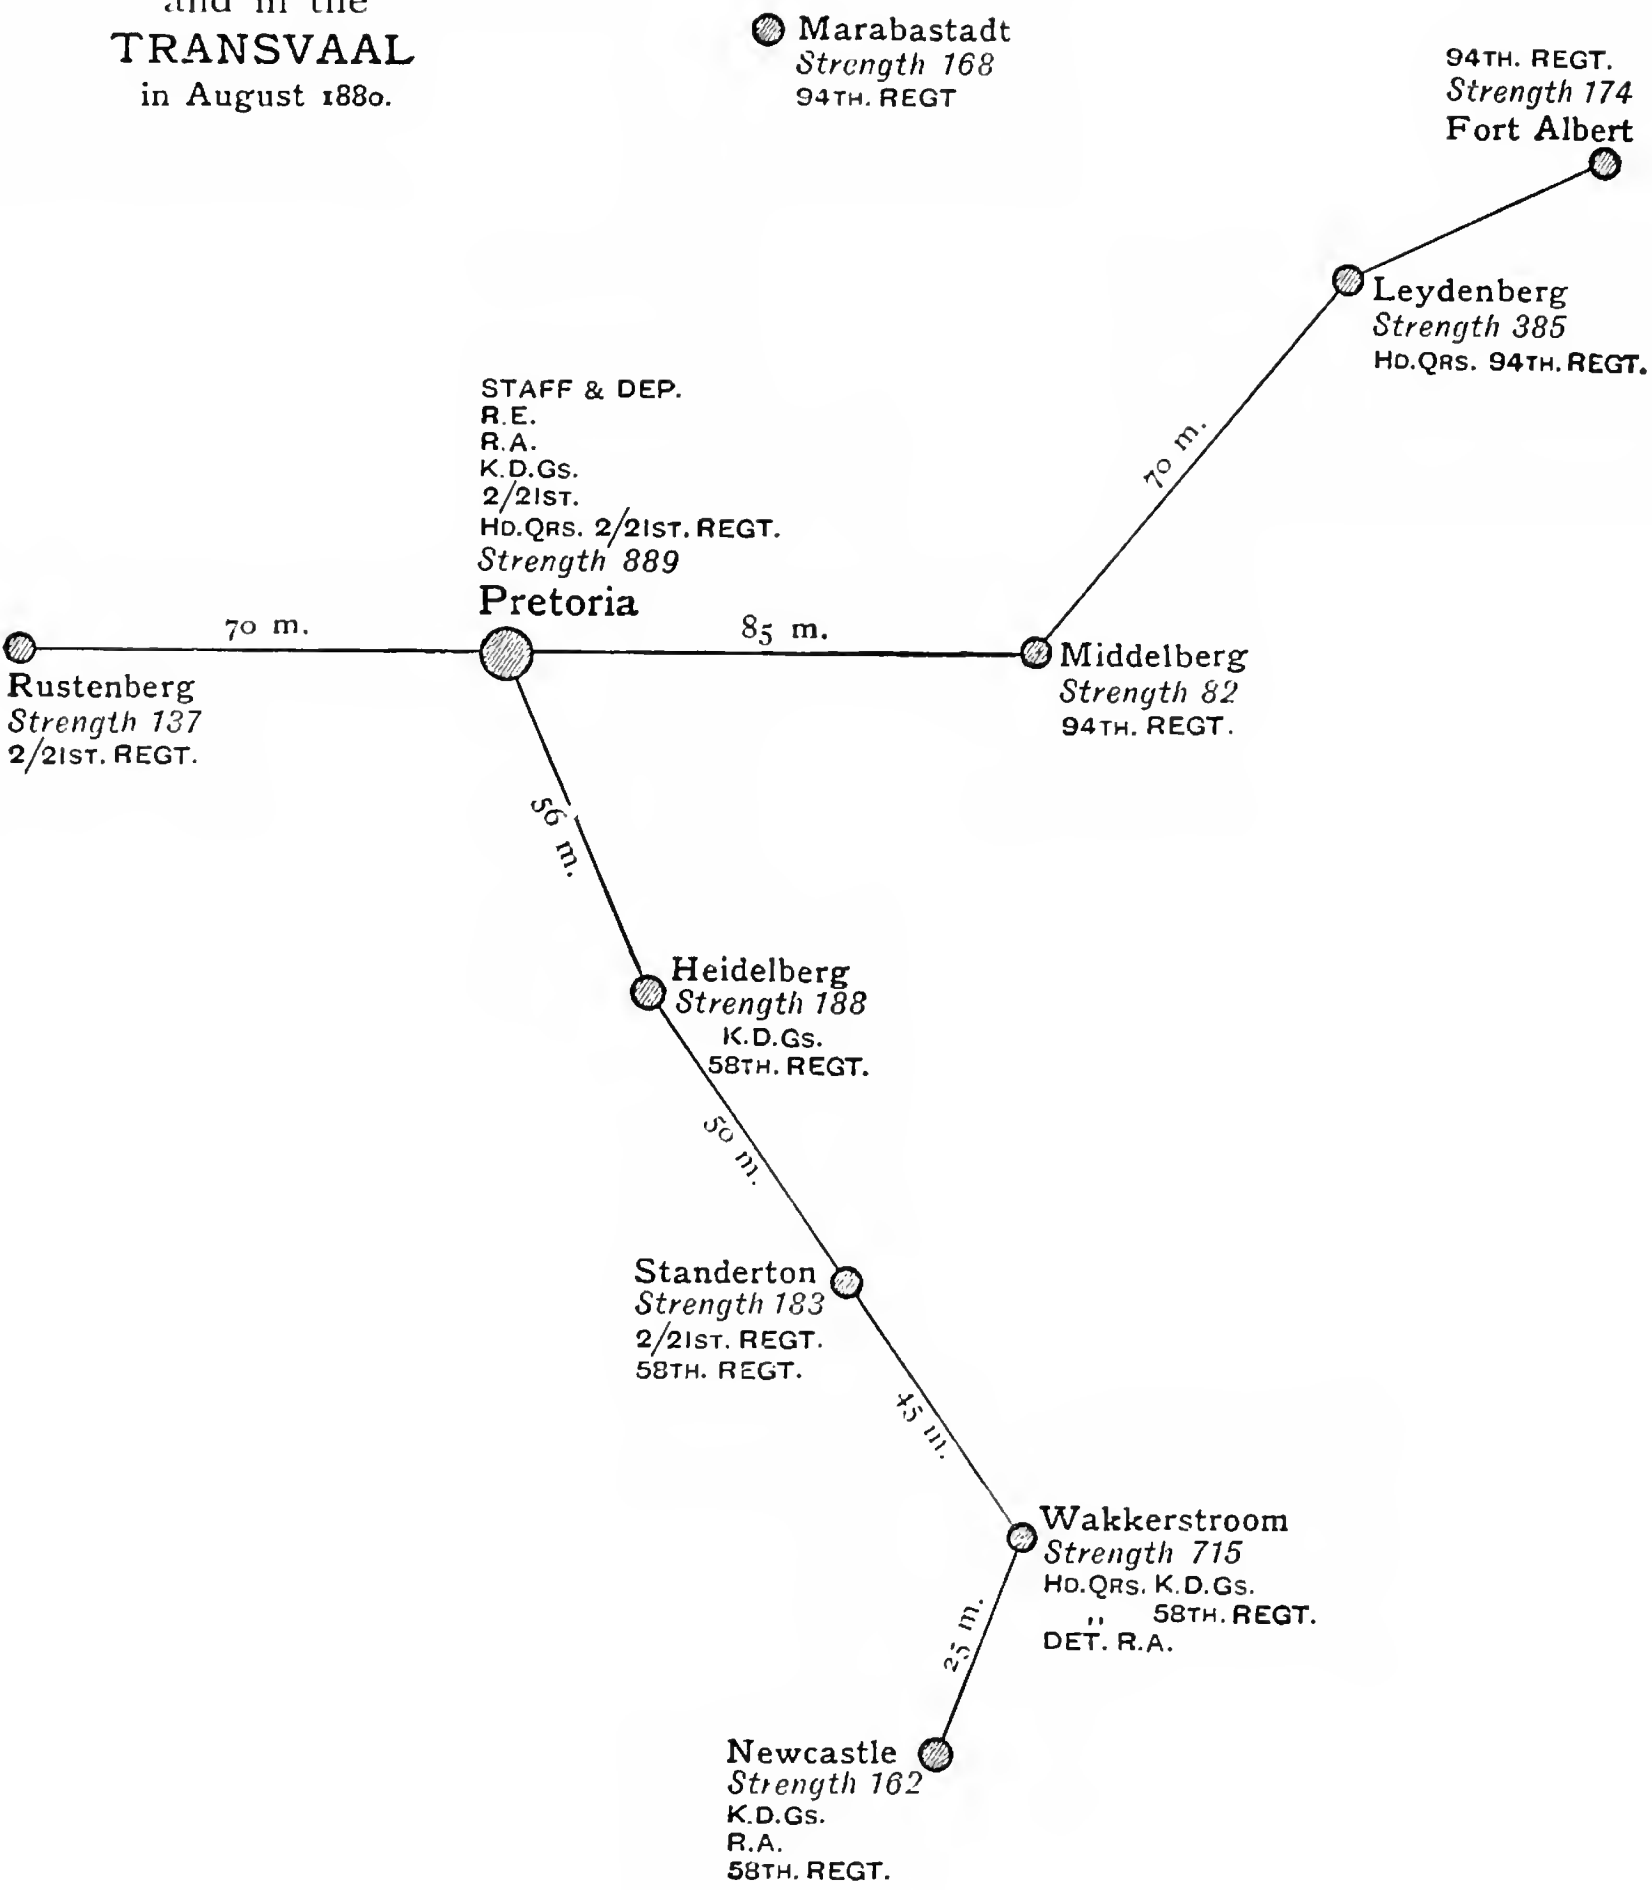 and in the
TRANSVAAL
in August 1880.
Marabastadt
Strength 168
94TH. REGT
94TH. REGT.
Strength 174
Fort Albert
Leydenberg
Strength 385
HD.QRS. 94TH. REGT.
70 m.
STAFF & DEP.
R.E.
R.A.
K.D.GS.
2/21ST.
HD.QRS. 2/21ST. REGT.
Strength 889
Pretoria
70 m.
85 m.
Rustenberg
Strength 137
2/21ST. REGT.
Middelberg
Strength 82
94TH. REGT.
56 m.
Heidelberg
Strength 188
K.D.GS.
58TH. REGT.
50 m.
Standerton
Strength 183
2/21ST. REGT.
58TH. REGT.
45 m.
Wakkerstroom
Strength 715
HD.QRS. K.D.GS.
,, 58TH. REGT.
DET. R.A.
25 m.
Newcastle
Strength 162
K.D.GS.
R.A.
58TH. REGT.